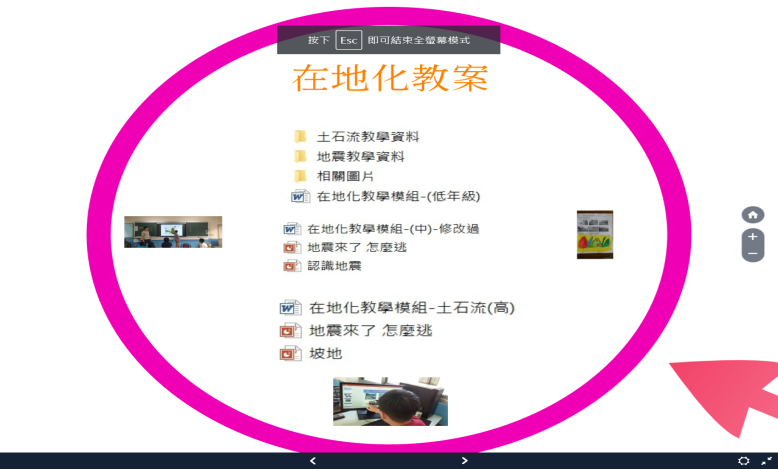 按下 Esc 即可結束全螢幕模式
在地化教案
土石流教學資料
地震教學資料
相關圖片
在地化教學模組-(低年級)
在地化教學模組-(中)-修改過
地震來了 怎麼逃
認識地震
在地化教學模組-土石流(高)
地震來了 怎麼逃
坡地